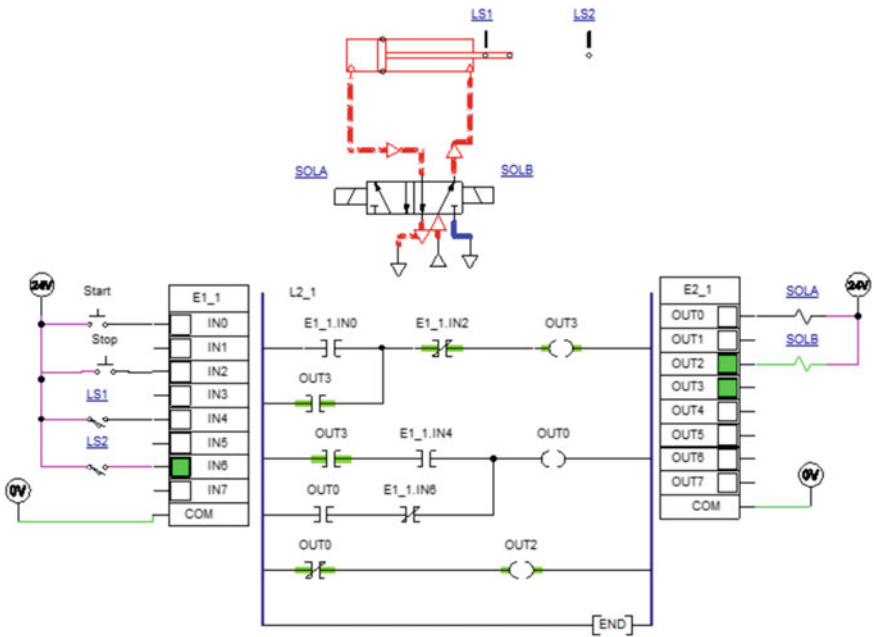 LS1 LS2
SOLA SOLB
24V Start E1_1 L2_1 E2_1 SOLA 24V
IN0 E1_1.IN0 E1_1.IN2 OUT3 OUT0
Stop IN1 OUT1 SOLB
IN2 OUT2
LS1 IN3 OUT3 OUT3
IN4 OUT4
LS2 IN5 OUT3 E1_1.IN4 OUT0 OUT5
IN6 OUT6
0V IN7 OUT0 E1_1.IN6 OUT7 0V
COM COM
OUT0 OUT2
END